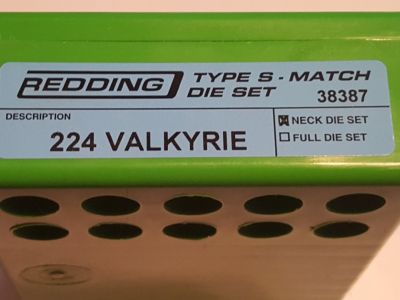 REDDING TYPE S - MATCH
DIE SET 38387
DESCRIPTION
224 VALKYRIE
NECK DIE SET
FULL DIE SET